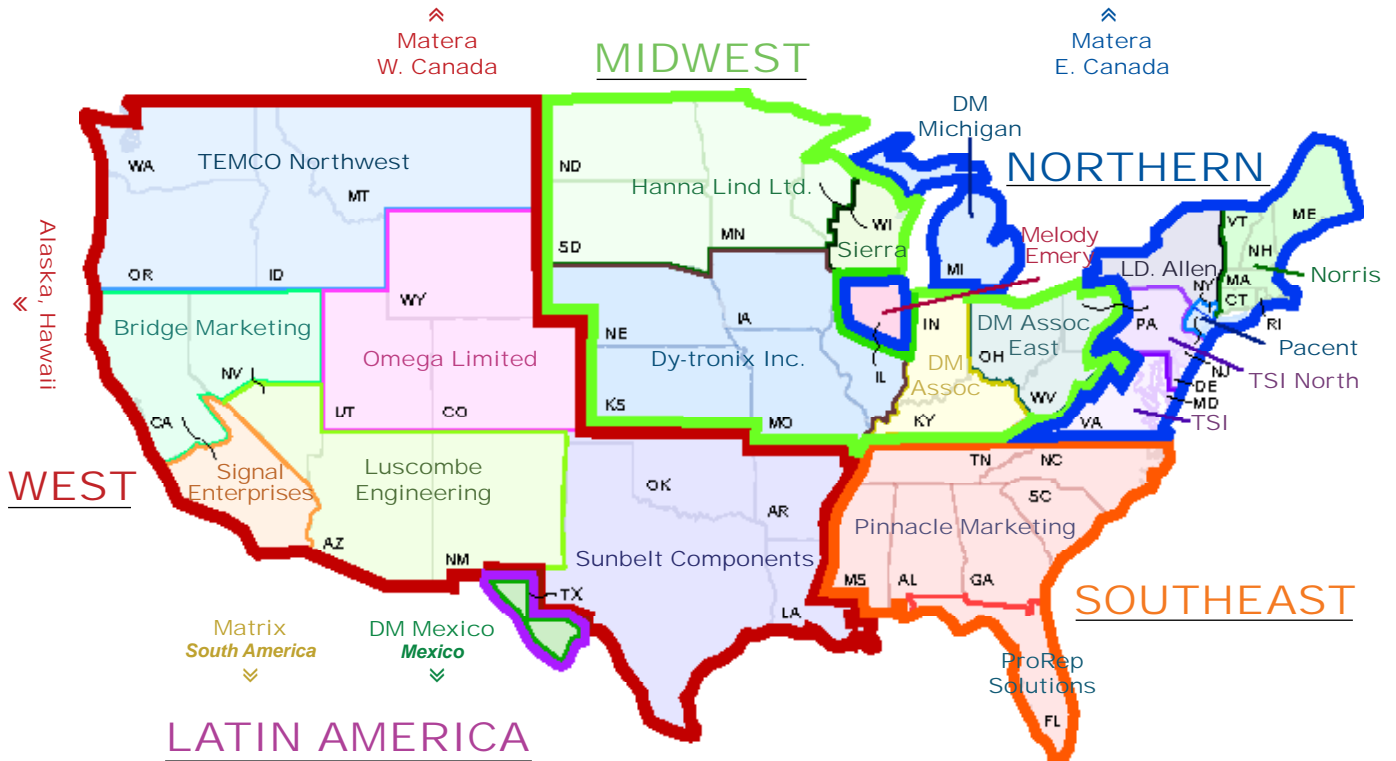 Matera
W. Canada
MIDWEST
Matera
E. Canada
DM
Michigan
NORTHERN
WA
TEMCO Northwest
MT
OR
ID
ND
Hanna Lind Ltd.
SD
MN
WI
Sierra
MI
Melody
Emery
VT
ME
NH
LD. Allen
NY
MA
CT
RI
Norris
Alaska, Hawaii
Bridge Marketing
NV
CA
WY
Omega Limited
UT
CO
NE
IA
Dy-tronix Inc.
KS
MO
IL
IN
DM
Assoc
KY
DM Assoc
East
OH
WV
PA
Pacent
NJ
TSI North
DE
MD
TSI
VA
WEST
Signal
Enterprises
Luscombe
Engineering
AZ
NM
OK
AR
Sunbelt Components
TX
LA
TN
NC
SC
Pinnacle Marketing
MS
AL
GA
SOUTHEAST
ProRep
Solutions
FL
Matrix
South America
DM Mexico
Mexico
LATIN AMERICA